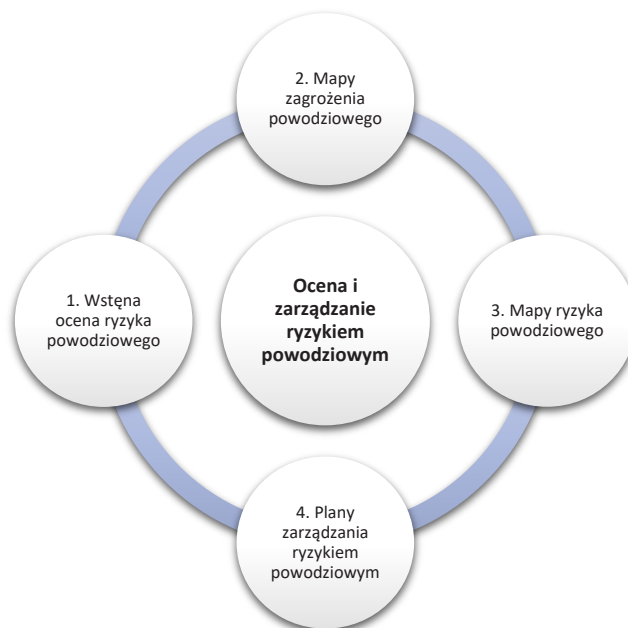 2. Mapy
zagrożenia
powodziowego
1. Wstęna
ocena ryzyka
powodziowego
Ocena i
zarządzanie
ryzykiem
powodziowym
3. Mapy ryzyka
powodziowego
4. Plany
zarządzania
ryzykiem
powodziowym